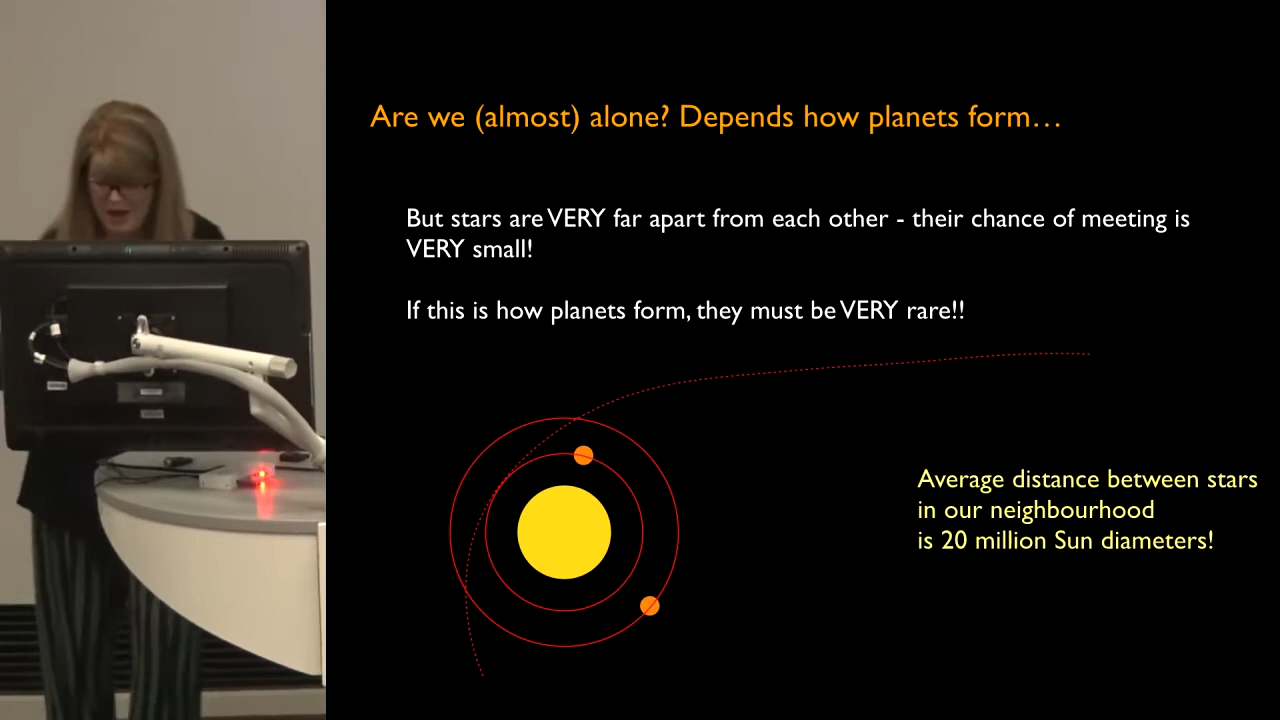 Are we (almost) alone? Depends how planets form…
But stars are VERY far apart from each other - their chance of meeting is
VERY small!
If this is how planets form, they must be VERY rare!!
Average distance between stars
in our neighbourhood
is 20 million Sun diameters!